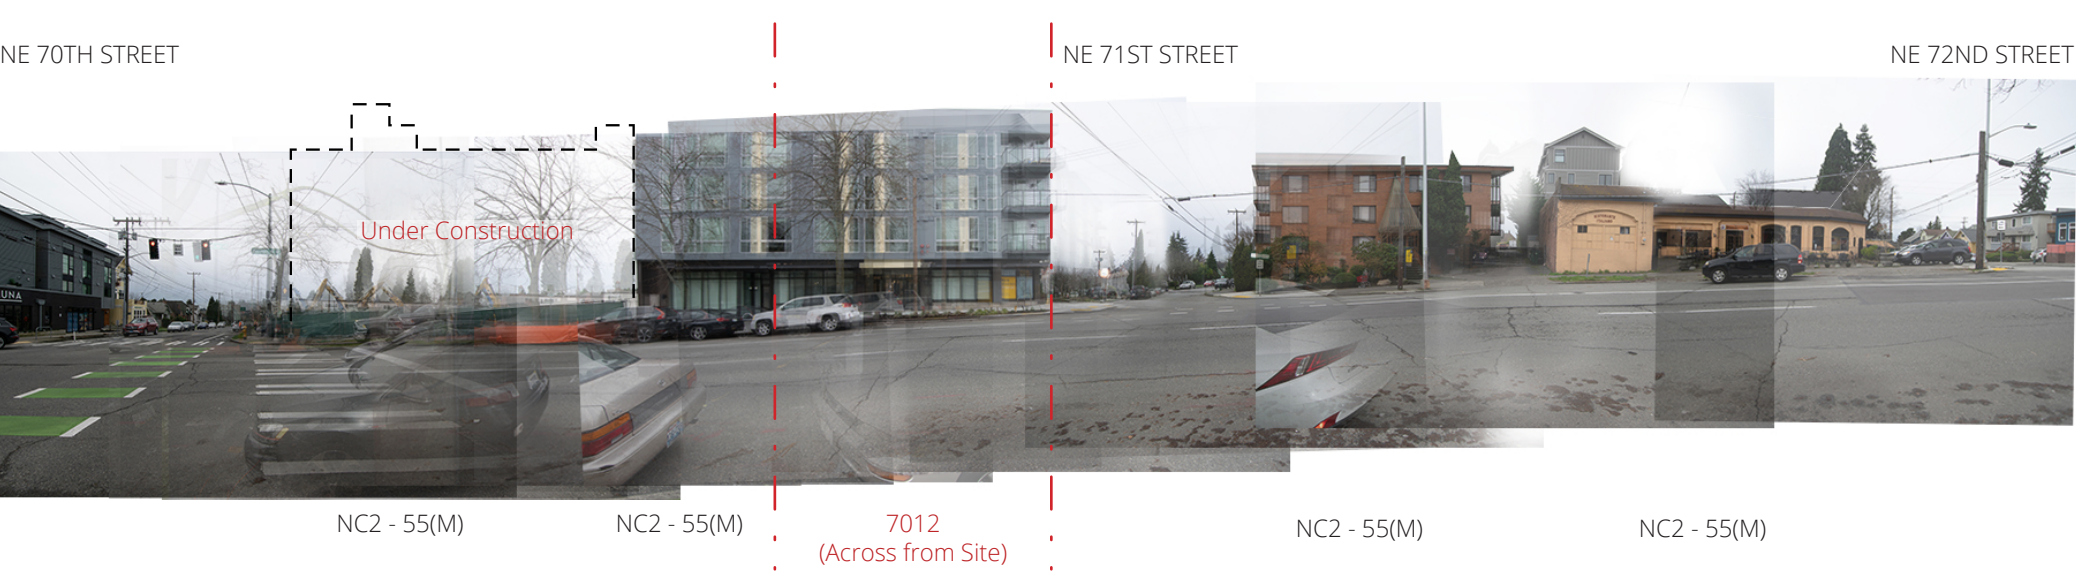 NE 70TH STREET
NE 71ST STREET
NE 72ND STREET
Under Construction
UNA
NC2 - 55(M)
NC2 - 55(M)
7012
(Across from Site)
NC2 - 55(M)
NC2 - 55(M)